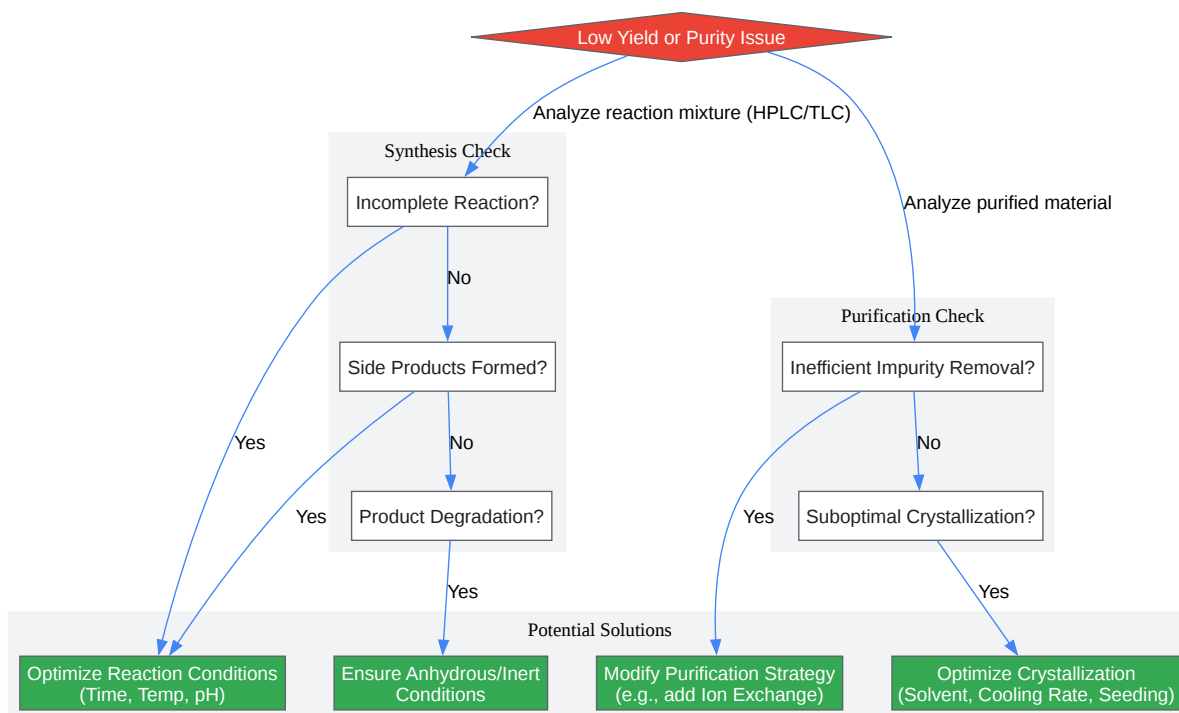 Low Yield or Purity Issue
Analyze reaction mixture (HPLC/TLC)
Synthesis Check
Incomplete Reaction?
Analyze purified material
No
Purification Check
Side Products Formed?
Inefficient Impurity Removal?
Yes
No
No
Product Degradation?
Suboptimal Crystallization?
Yes
Yes
Yes
Yes
Potential Solutions
Optimize Reaction Conditions
(Time, Temp, pH)
Ensure Anhydrous/Inert
Conditions
Modify Purification Strategy
(e.g., add Ion Exchange)
Optimize Crystallization
(Solvent, Cooling Rate, Seeding)